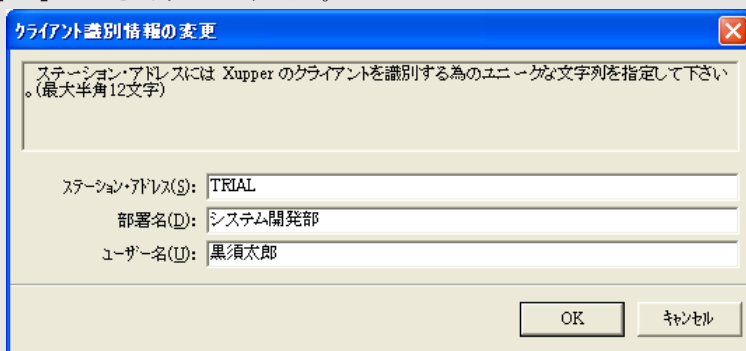 クライアント識別情報の変更
ステーション・アドレスには Xupper のクライアントを識別する為のユニークな文字列を指定して下さい
。(最大半角12文字)
ｽﾃｰｼｮﾝ・ｱﾄﾞﾚｽ(S): TRIAL
部署名(D): システム開発部
ﾕｰｻﾞｰ名(U): 黒須太郎
OK ｷｬﾝｾﾙ